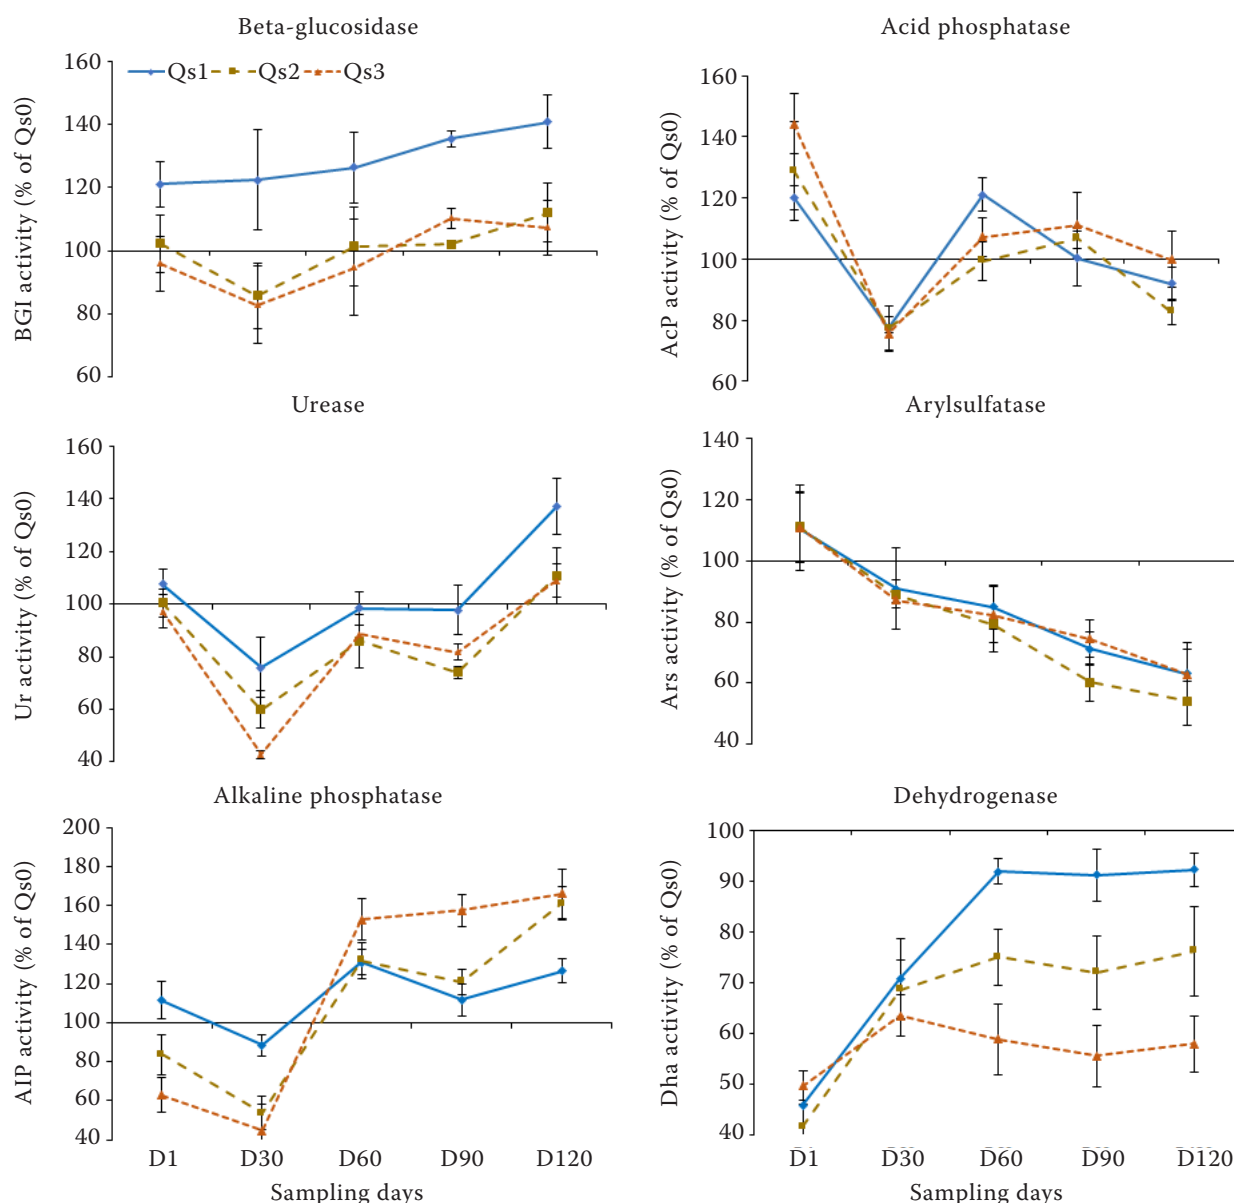 Beta-glucosidase
160
140
120
100
80
60
BGI activity (% of Qs0)
Qs1 Qs2 Qs3
Acid phosphatase
160
140
120
100
80
60
AcP activity (% of Qs0)
Urease
160
140
120
100
80
60
40
Ur activity (% of Qs0)
Arylsulfatase
140
120
100
80
60
40
Ars activity (% of Qs0)
Alkaline phosphatase
200
180
160
140
120
100
80
60
40
AIP activity (% of Qs0)
D1 D30 D60 D90 D120
Sampling days
Dehydrogenase
100
90
80
70
60
50
40
Dha activity (% of Qs0)
D1 D30 D60 D90 D120
Sampling days